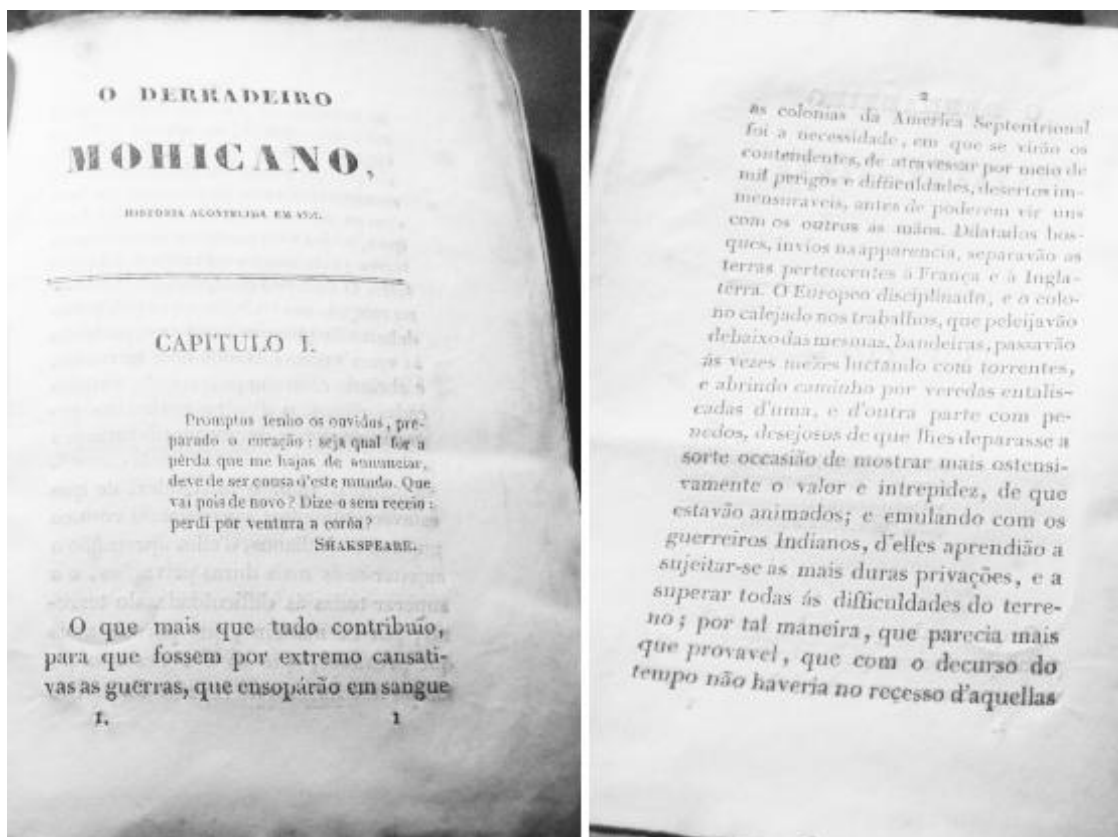 O DERRADEIRO
MOHICANO,
HISTORIA ACONTECIDA EM
CAPITULO I.
Promptos tenho os ouvidos, pre-
parado o coração : seja qual for a
pérda que me hajas de annunciar,
deve de ser cousa d'este mundo. Que
vai pois de novo? Dize-o sem receio :
perdi por ventura a corôa?
SHAKSPEARE.
O que mais que tudo contribuío,
para que fossem por extremo cansati-
vas as guerras, que ensopárão em sangue
1. 1
2
as colonias da America Septentrional
foi a necessidade, em que se virão os
contendentes, de atravessar por meio de
mil perigos e difficuldades, desertos im-
mensuraveis, antes de poderem vir uns
com os outros as mãos. Dilatados bos-
ques, invios na apparencia, separavão as
terras pertencentes á França e à Ingla-
terra. O Europeo disciplinado, e o colo-
no calejado nos trabalhos, que peleijavão
debaixo das mesmas, bandeiras, passavão
ás vezes mezes luctando com torrentes,
e abrindo caminho por veredas entalis-
cadas d'uma, e d'outra parte com pe-
nedos, desejosos de que lhes deparasse a
sorte occasião de mostrar mais ostensi-
vamente o valor e intrepidez, de que
estavão animados; e emulando com os
guerreiros Indianos, d'elles aprendião a
sujeitar-se as mais duras privações, e a
superar todas ás difficuldades do terre-
no; por tal maneira, que parecia mais
que provavel, que com o decurso do
tempo não haveria no recesso d'aquellas